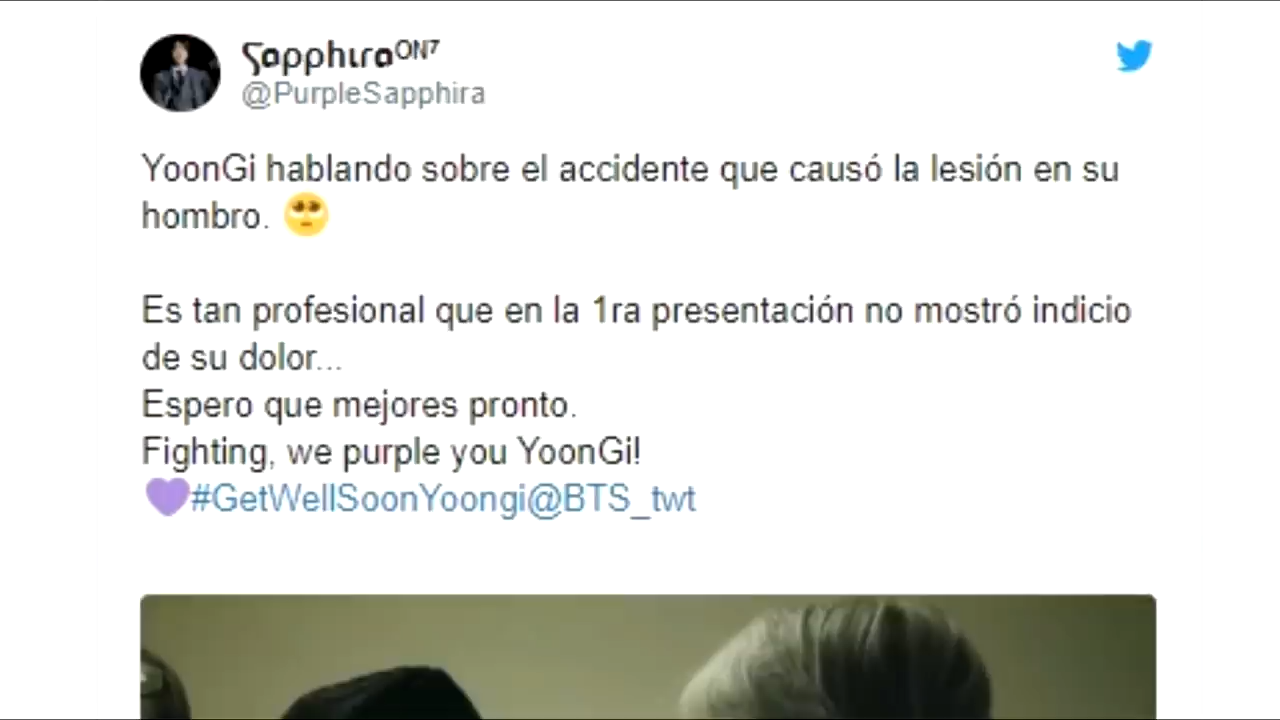 Sapphiraᴼᴺ⁷
@PurpleSapphira
YoonGi hablando sobre el accidente que causó la lesión en su
hombro. 🥺
Es tan profesional que en la 1ra presentación no mostró indicio
de su dolor...
Espero que mejores pronto.
Fighting, we purple you YoonGi!
💜#GetWellSoonYoongi@BTS_twt